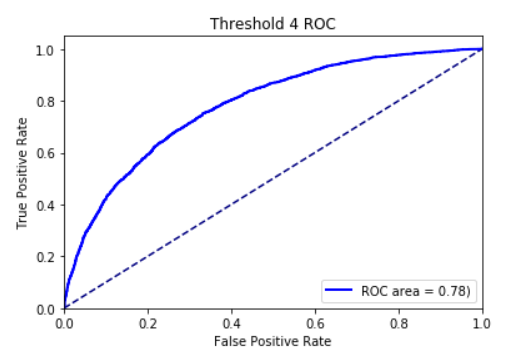 Threshold 4 ROC
True Positive Rate
1.0
0.8
0.6
0.4
0.2
0.0
ROC area = 0.78)
0.0 0.2 0.4 0.6 0.8 1.0
False Positive Rate